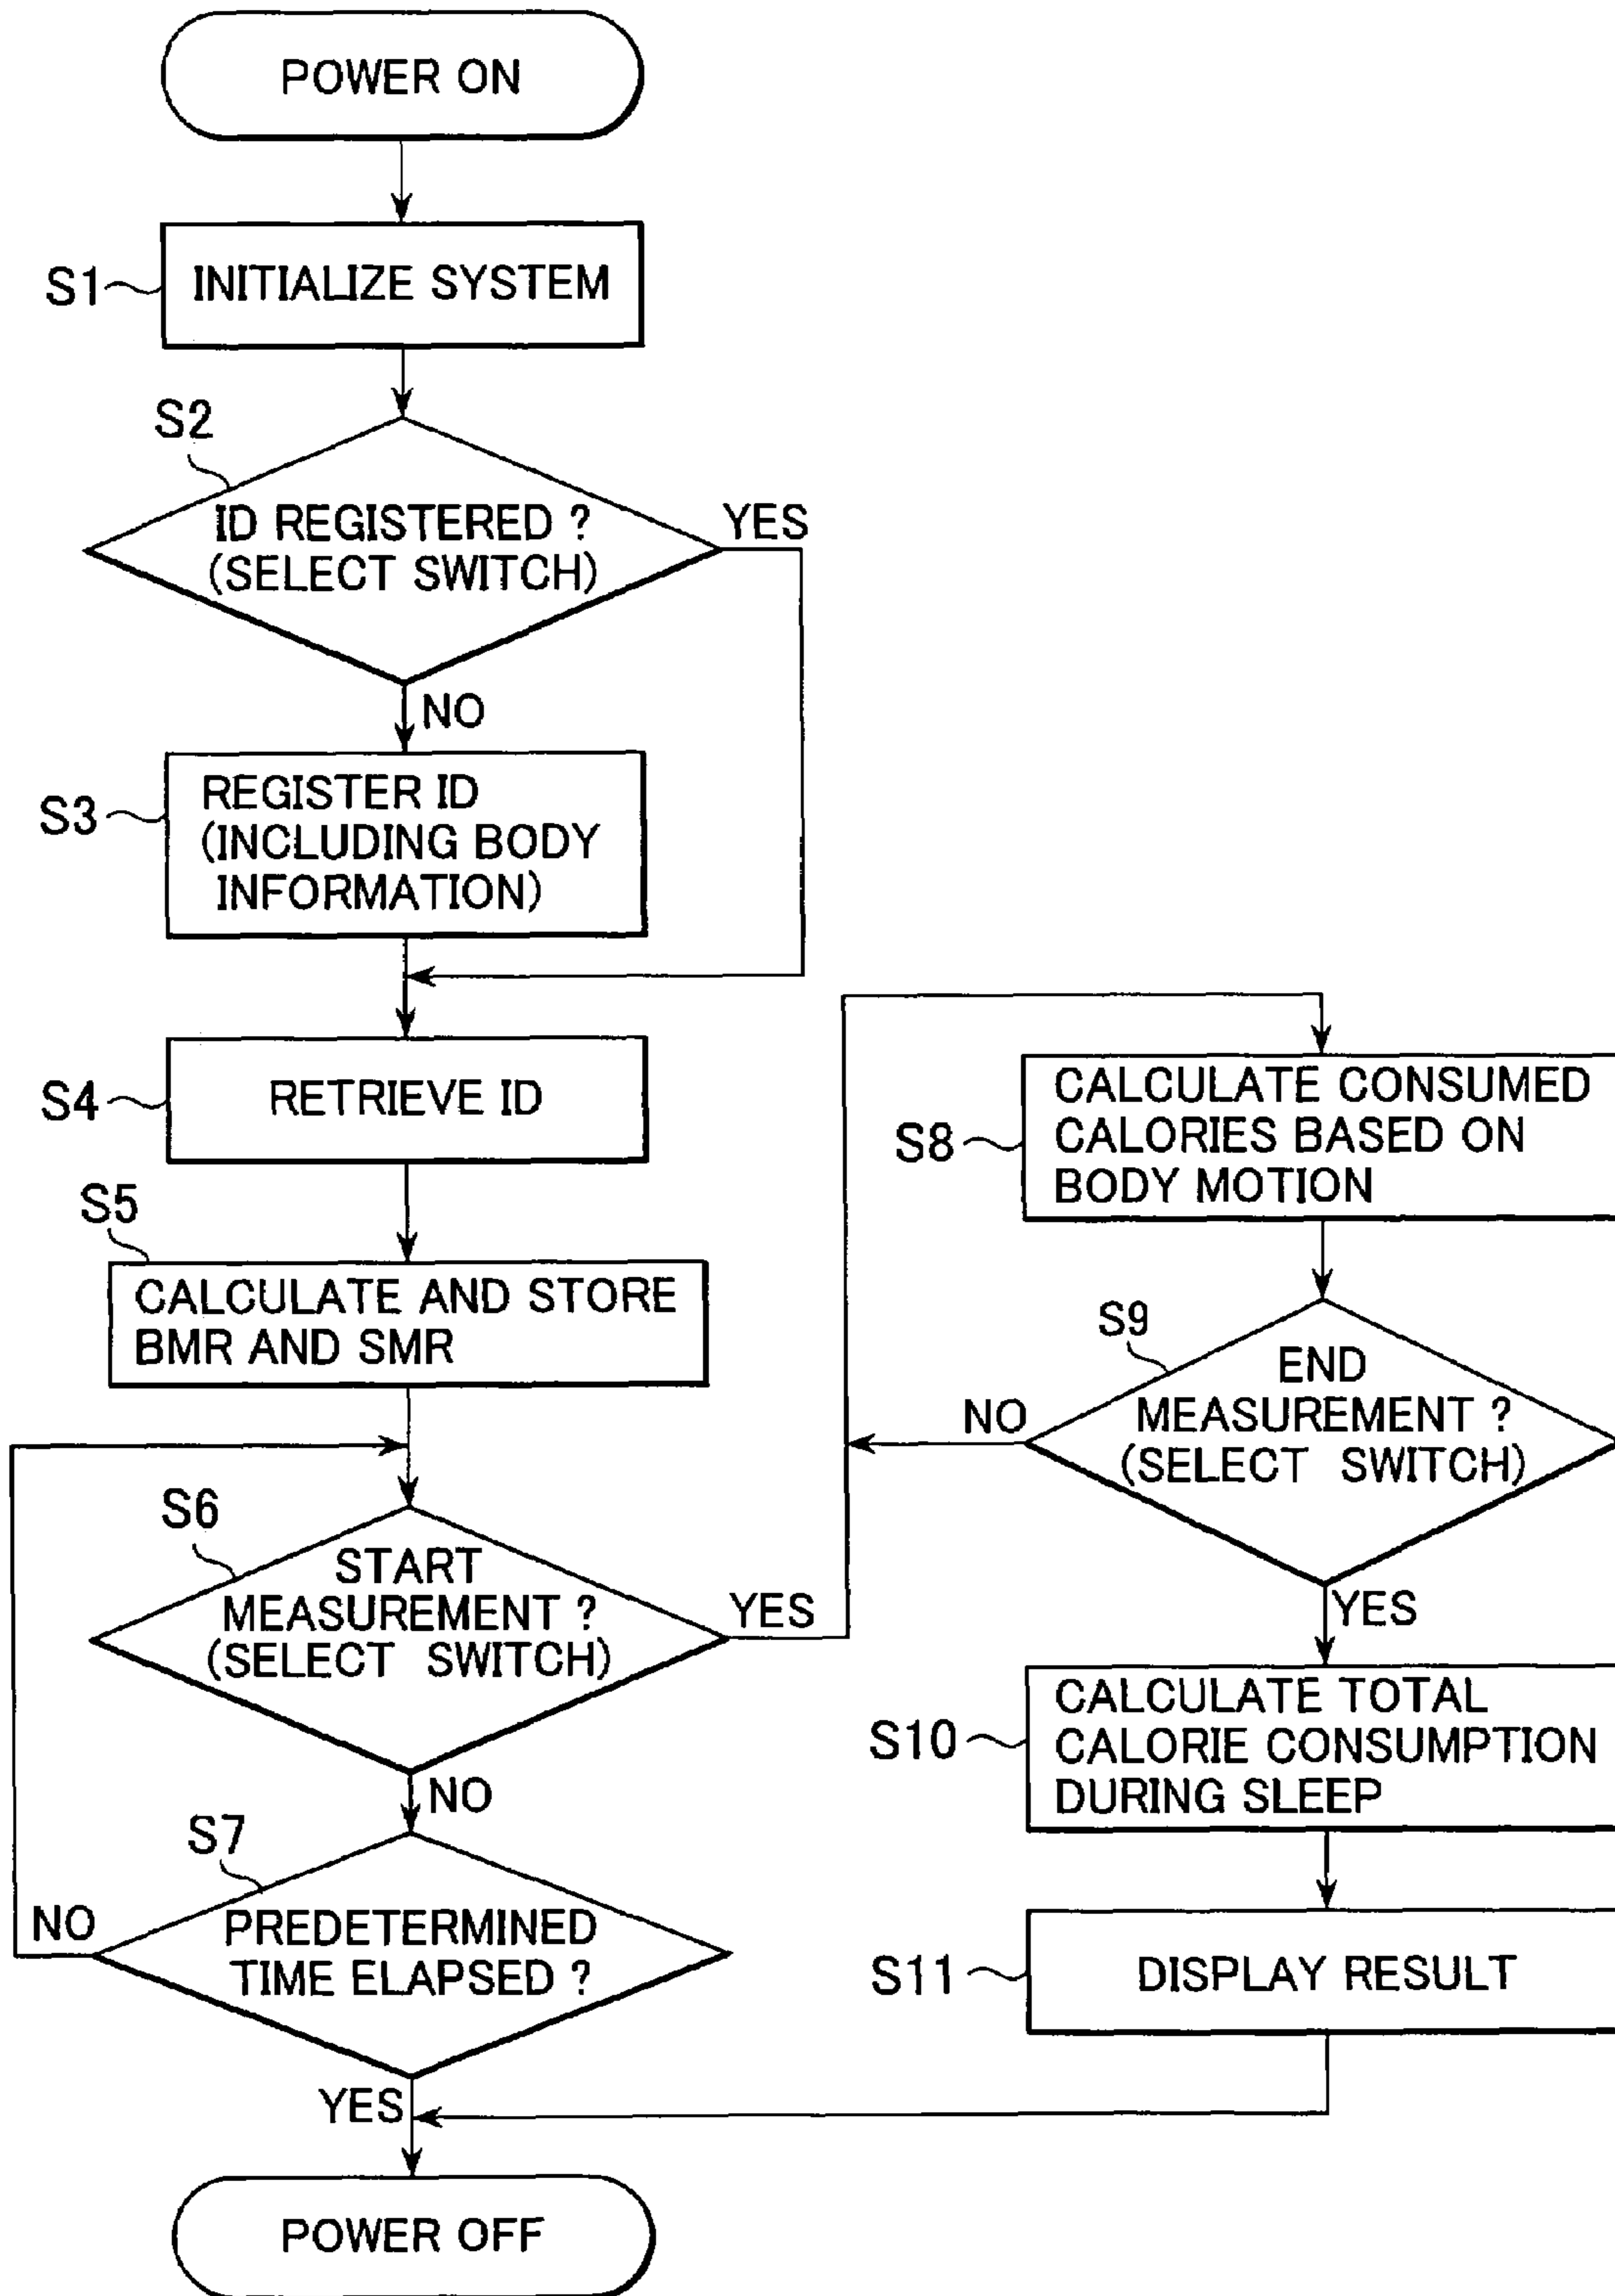 POWER ON
S1
INITIALIZE SYSTEM
S2
ID REGISTERED ?
(SELECT SWITCH)
YES
NO
S3
REGISTER ID
(INCLUDING BODY
INFORMATION)
S4
RETRIEVE ID
S5
CALCULATE AND STORE
BMR AND SMR
S6
START
MEASUREMENT ?
(SELECT SWITCH)
YES
NO
S7
PREDETERMINED
TIME ELAPSED ?
NO
YES
S8
CALCULATE CONSUMED
CALORIES BASED ON
BODY MOTION
S9
END
MEASUREMENT ?
(SELECT SWITCH)
NO
YES
S10
CALCULATE TOTAL
CALORIE CONSUMPTION
DURING SLEEP
S11
DISPLAY RESULT
POWER OFF